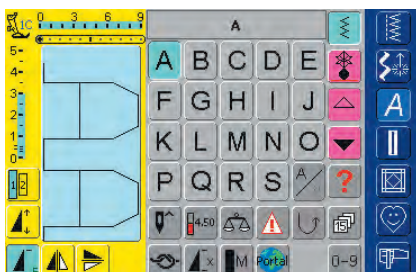 1C 0 3 6 9
A
5-
4-
3-
2-
1-
0
A B C D E
F G H I J
A
K L M N O
1 2
P Q R S A/ ?
4.50
x M Portal 0-9